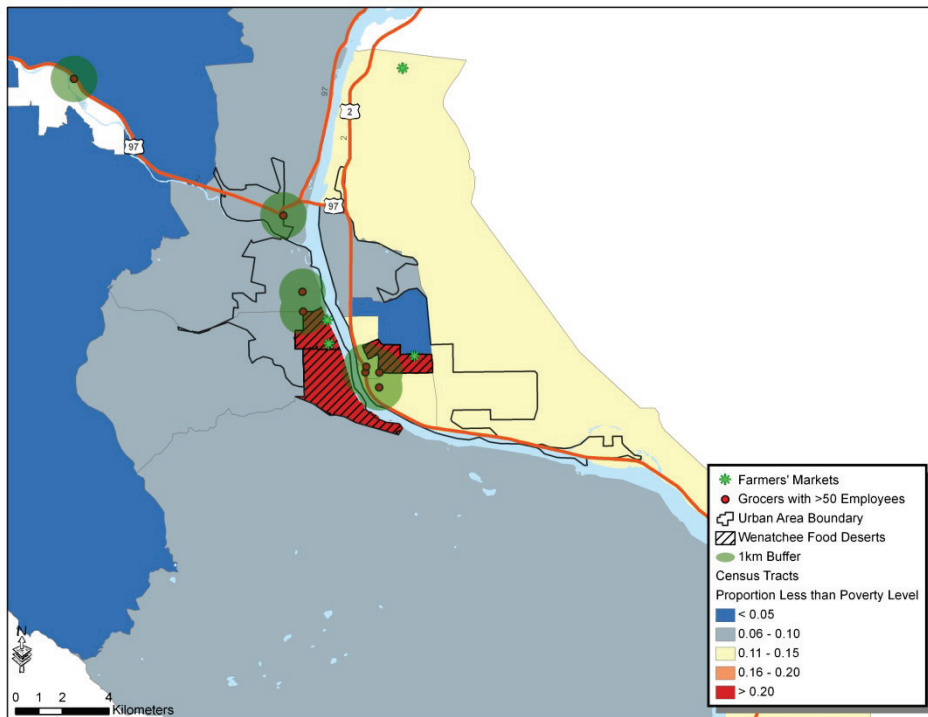 97
2
2
97
2
97
Farmers' Markets
Grocers with >50 Employees
Urban Area Boundary
Wenatchee Food Deserts
1km Buffer
Census Tracts
Proportion Less than Poverty Level
< 0.05
0.06 - 0.10
0.11 - 0.15
0.16 - 0.20
> 0.20
N
0 1 2 4
Kilometers